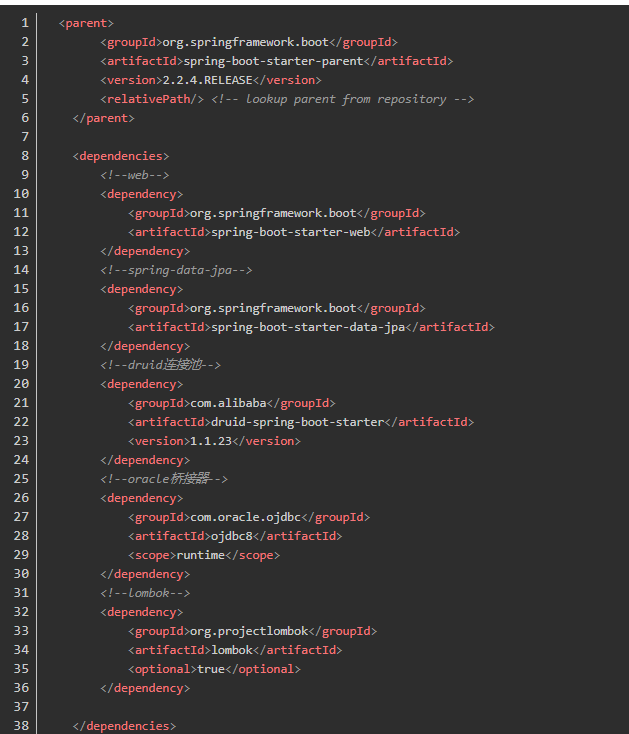 1 <parent>
2 <groupId>org.springframework.boot</groupId>
3 <artifactId>spring-boot-starter-parent</artifactId>
4 <version>2.2.4.RELEASE</version>
5 <relativePath/> <!-- lookup parent from repository -->
6 </parent>
7
8 <dependencies>
9 <!--web-->
10 <dependency>
11 <groupId>org.springframework.boot</groupId>
12 <artifactId>spring-boot-starter-web</artifactId>
13 </dependency>
14 <!--spring-data-jpa-->
15 <dependency>
16 <groupId>org.springframework.boot</groupId>
17 <artifactId>spring-boot-starter-data-jpa</artifactId>
18 </dependency>
19 <!--druid连接池-->
20 <dependency>
21 <groupId>com.alibaba</groupId>
22 <artifactId>druid-spring-boot-starter</artifactId>
23 <version>1.1.23</version>
24 </dependency>
25 <!--oracle桥接器-->
26 <dependency>
27 <groupId>com.oracle.ojdbc</groupId>
28 <artifactId>ojdbc8</artifactId>
29 <scope>runtime</scope>
30 </dependency>
31 <!--lombok-->
32 <dependency>
33 <groupId>org.projectlombok</groupId>
34 <artifactId>lombok</artifactId>
35 <optional>true</optional>
36 </dependency>
37
38 </dependencies>